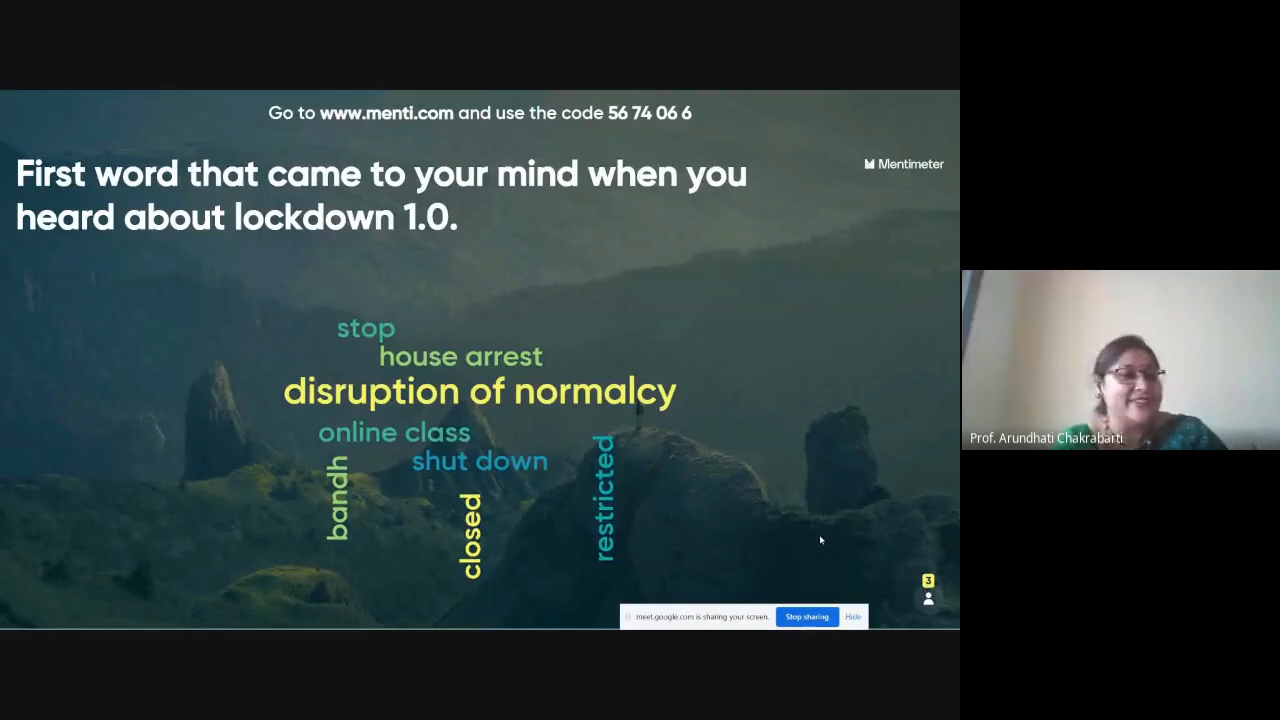 Go to www.menti.com and use the code 56 74 06 6
Mentimeter
First word that came to your mind when you
heard about lockdown 1.0.
stop
house arrest
disruption of normalcy
online class
shut down
bandh
closed
restricted
Prof. Arundhati Chakrabarti
3
meet.google.com is sharing your screen.
Stop sharing
Hide